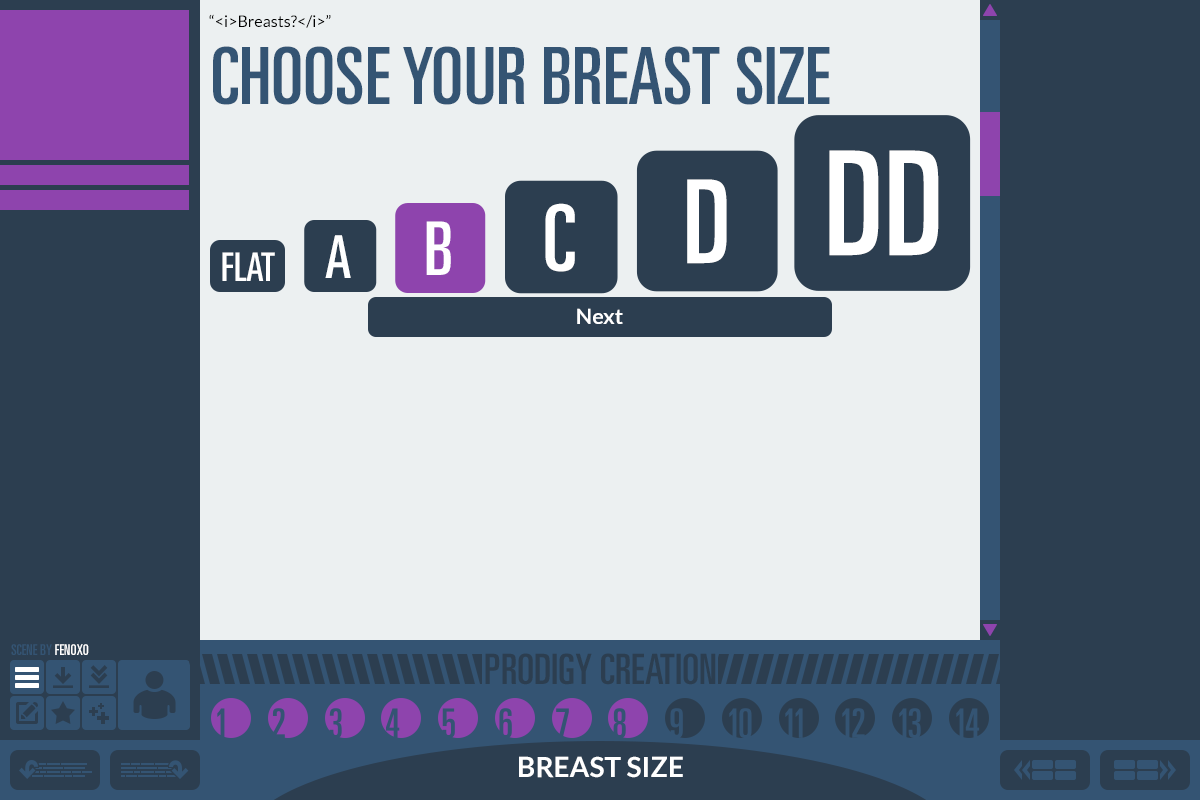 “<i>Breasts?</i>”
CHOOSE YOUR BREAST SIZE
FLAT A B C D DD
Next
SCENE BY FENOXO
PRODIGY CREATION
1 2 3 4 5 6 7 8 9 10 11 12 13 14
BREAST SIZE